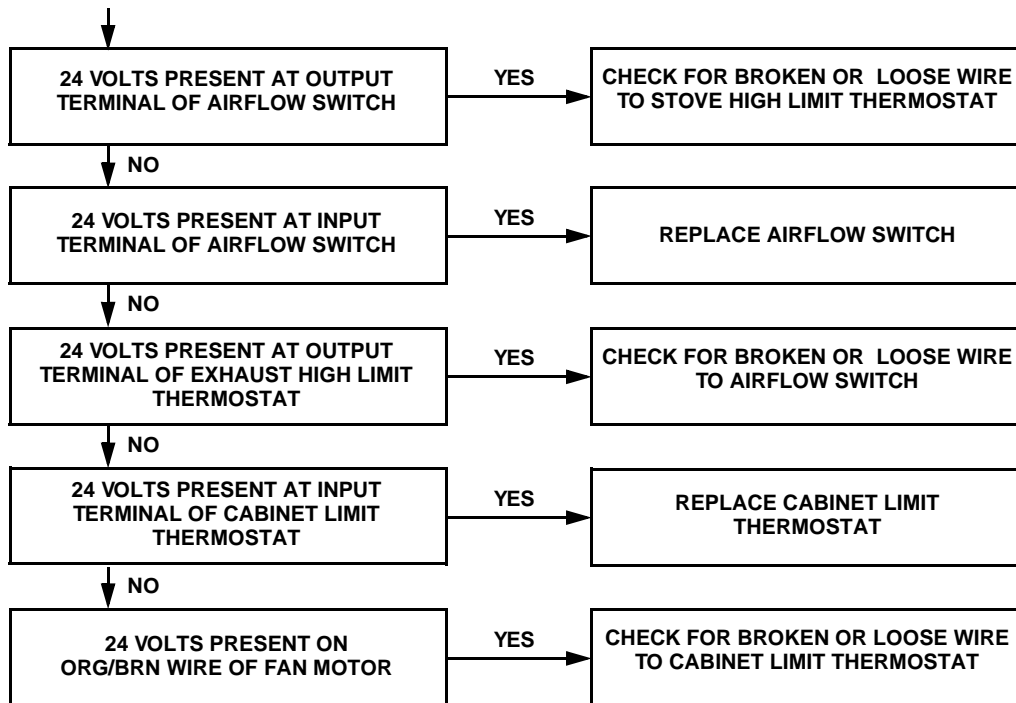 24 VOLTS PRESENT AT OUTPUT
TERMINAL OF AIRFLOW SWITCH
YES
CHECK FOR BROKEN OR LOOSE WIRE
TO STOVE HIGH LIMIT THERMOSTAT
NO
24 VOLTS PRESENT AT INPUT
TERMINAL OF AIRFLOW SWITCH
YES
REPLACE AIRFLOW SWITCH
NO
24 VOLTS PRESENT AT OUTPUT
TERMINAL OF EXHAUST HIGH LIMIT
THERMOSTAT
YES
CHECK FOR BROKEN OR LOOSE WIRE
TO AIRFLOW SWITCH
NO
24 VOLTS PRESENT AT INPUT
TERMINAL OF CABINET LIMIT
THERMOSTAT
YES
REPLACE CABINET LIMIT
THERMOSTAT
NO
24 VOLTS PRESENT ON
ORG/BRN WIRE OF FAN MOTOR
YES
CHECK FOR BROKEN OR LOOSE WIRE
TO CABINET LIMIT THERMOSTAT